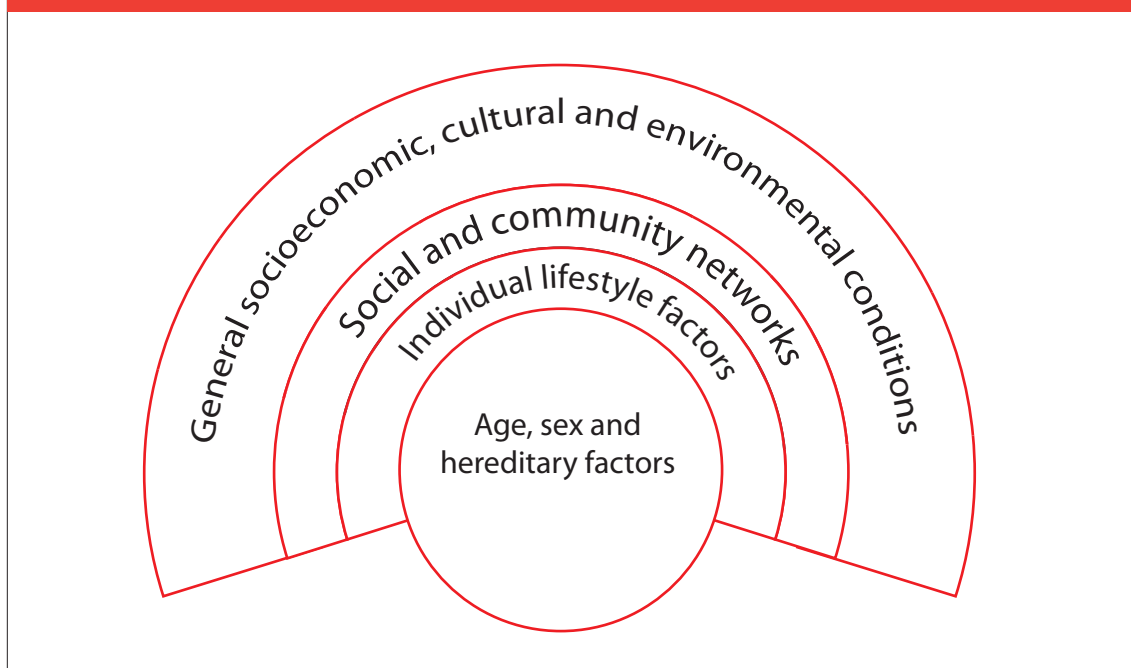 General socioeconomic, cultural and environmental conditions
Social and community networks
Individual lifestyle factors
Age, sex and
hereditary factors